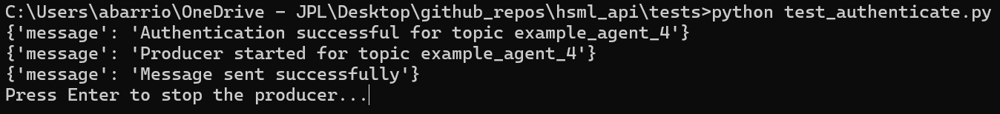 C:\Users\abarrio\OneDrive - JPL\Desktop\github_repos\hsml_api\tests>python test_authenticate.py
{'message': 'Authentication successful for topic example_agent_4'}
{'message': 'Producer started for topic example_agent_4'}
{'message': 'Message sent successfully'}
Press Enter to stop the producer...